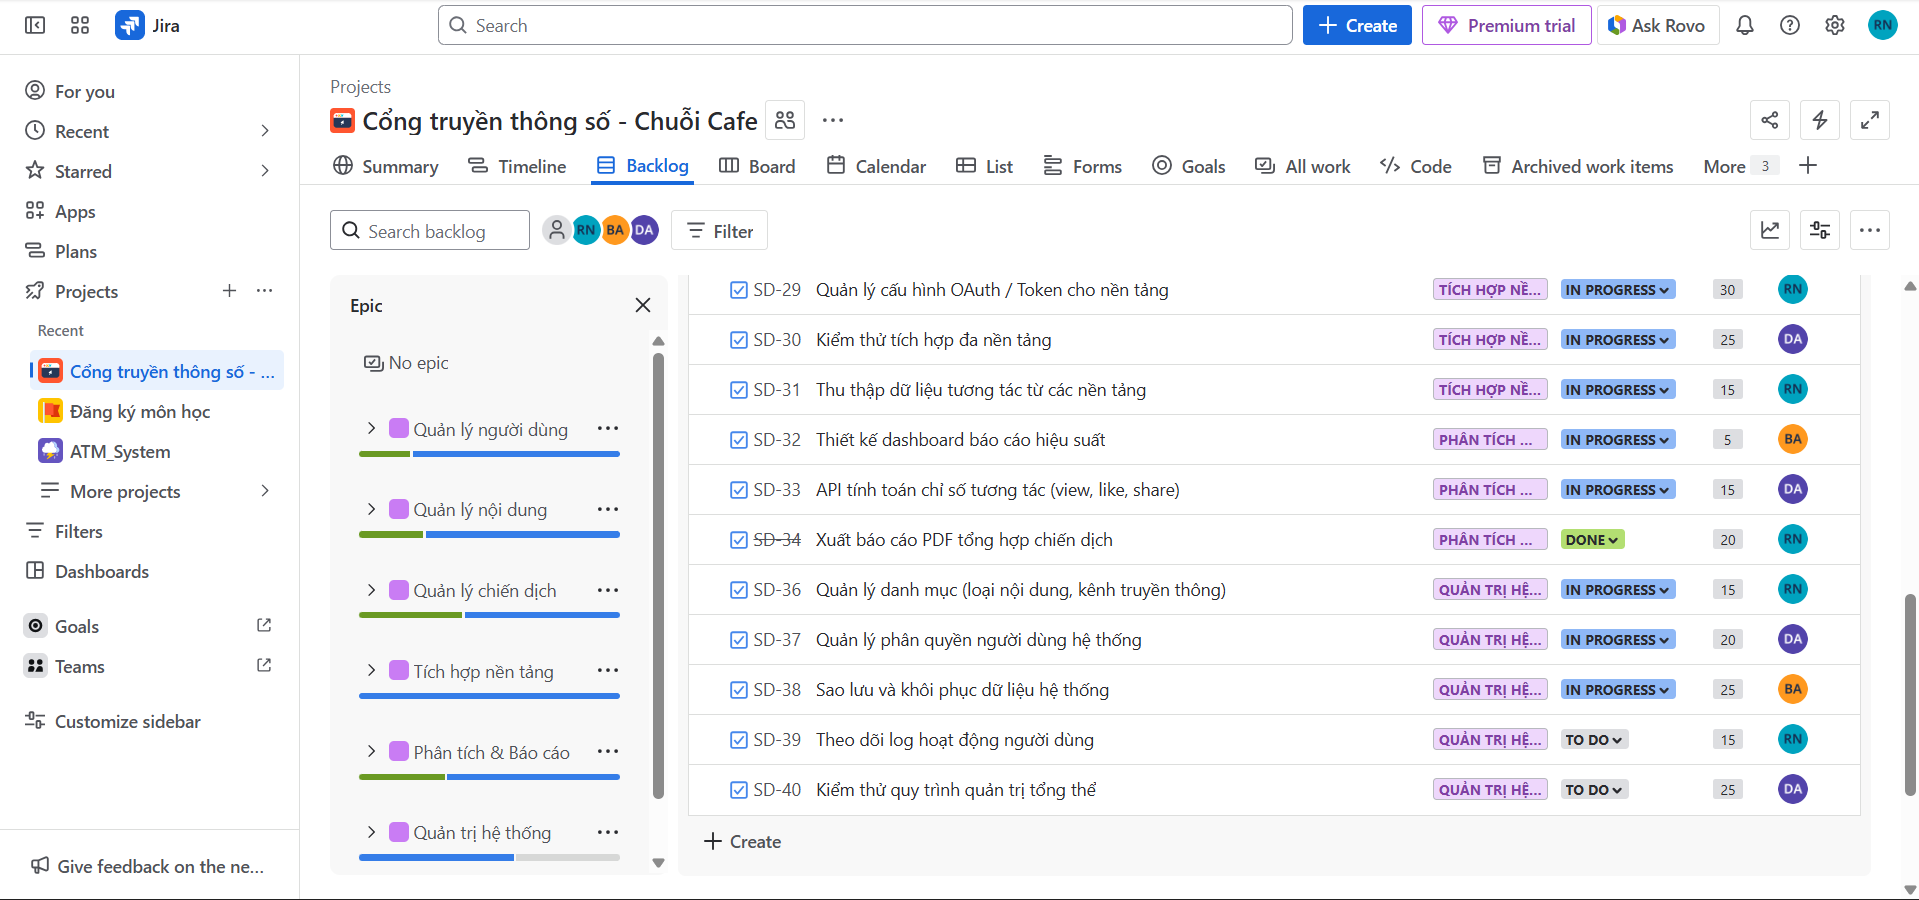 Jira
Search
Create
Premium trial
Ask Rovo
RN
For you
Recent
Starred
Apps
Plans
Projects
Recent
Cổng truyền thông số - ...
Đăng ký môn học
ATM_System
More projects
Filters
Dashboards
Goals
Teams
Customize sidebar
Give feedback on the ne...
Projects
Cổng truyền thông số - Chuỗi Cafe
Summary
Timeline
Backlog
Board
Calendar
List
Forms
Goals
All work
Code
Archived work items
More 3
Search backlog
RN BA DA
Filter
Epic
No epic
Quản lý người dùng
Quản lý nội dung
Quản lý chiến dịch
Tích hợp nền tảng
Phân tích & Báo cáo
Quản trị hệ thống
SD-29 Quản lý cấu hình OAuth / Token cho nền tảng TÍCH HỢP NỀ... IN PROGRESS 30 RN
SD-30 Kiểm thử tích hợp đa nền tảng TÍCH HỢP NỀ... IN PROGRESS 25 DA
SD-31 Thu thập dữ liệu tương tác từ các nền tảng TÍCH HỢP NỀ... IN PROGRESS 15 RN
SD-32 Thiết kế dashboard báo cáo hiệu suất PHÂN TÍCH ... IN PROGRESS 5 BA
SD-33 API tính toán chỉ số tương tác (view, like, share) PHÂN TÍCH ... IN PROGRESS 15 DA
SD-34 Xuất báo cáo PDF tổng hợp chiến dịch PHÂN TÍCH ... DONE 20 RN
SD-36 Quản lý danh mục (loại nội dung, kênh truyền thông) QUẢN TRỊ HỆ... IN PROGRESS 15 RN
SD-37 Quản lý phân quyền người dùng hệ thống QUẢN TRỊ HỆ... IN PROGRESS 20 DA
SD-38 Sao lưu và khôi phục dữ liệu hệ thống QUẢN TRỊ HỆ... IN PROGRESS 25 BA
SD-39 Theo dõi log hoạt động người dùng QUẢN TRỊ HỆ... TO DO 15 RN
SD-40 Kiểm thử quy trình quản trị tổng thể QUẢN TRỊ HỆ... TO DO 25 DA
Create